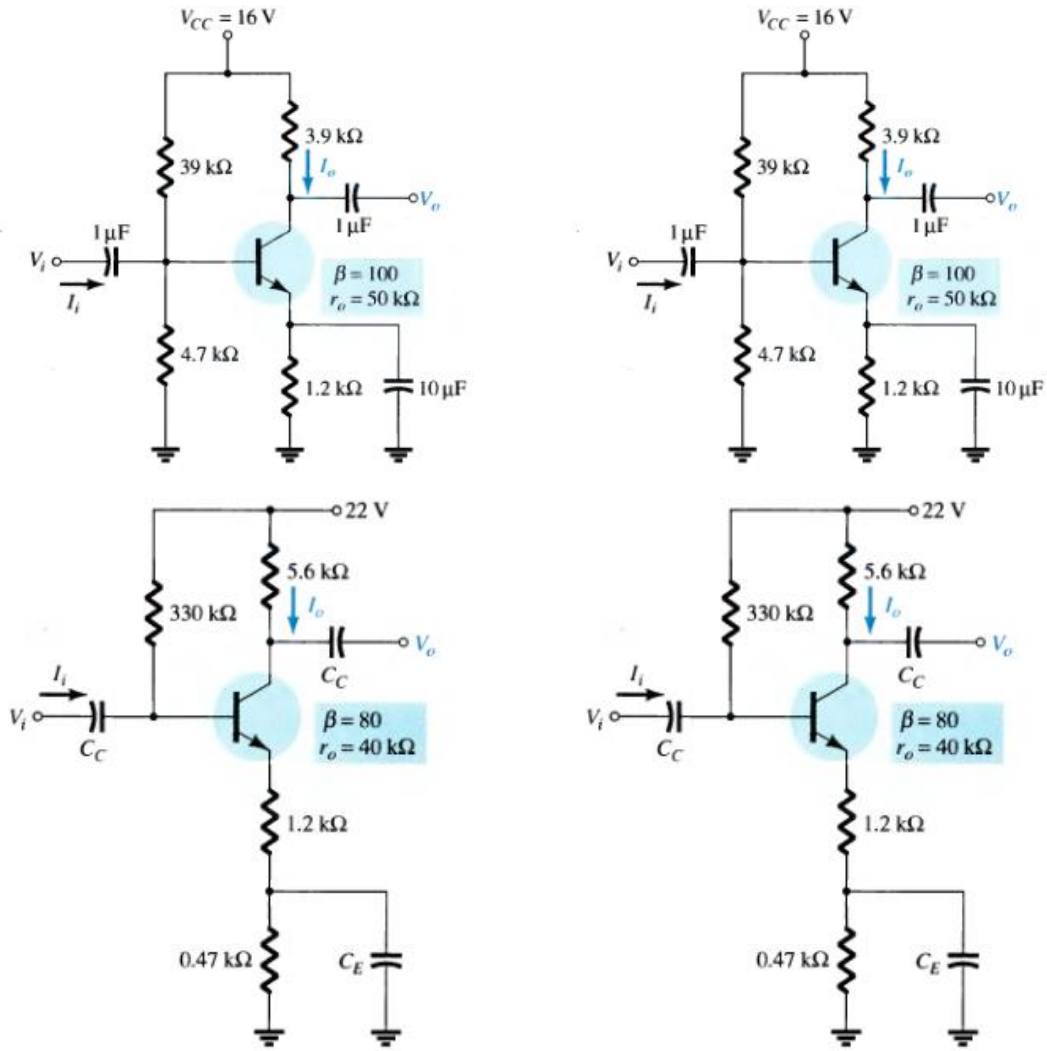 V_CC = 16 V
3.9 kΩ
39 kΩ
I_o
V_o
1 μF
1 μF
V_i
I_i
β = 100
r_o = 50 kΩ
4.7 kΩ
1.2 kΩ
10 μF
V_CC = 16 V
3.9 kΩ
39 kΩ
I_o
V_o
1 μF
1 μF
V_i
I_i
β = 100
r_o = 50 kΩ
4.7 kΩ
1.2 kΩ
10 μF
22 V
5.6 kΩ
330 kΩ
I_o
V_o
C_C
I_i
V_i
C_C
β = 80
r_o = 40 kΩ
1.2 kΩ
0.47 kΩ
C_E
22 V
5.6 kΩ
330 kΩ
I_o
V_o
C_C
I_i
V_i
C_C
β = 80
r_o = 40 kΩ
1.2 kΩ
0.47 kΩ
C_E